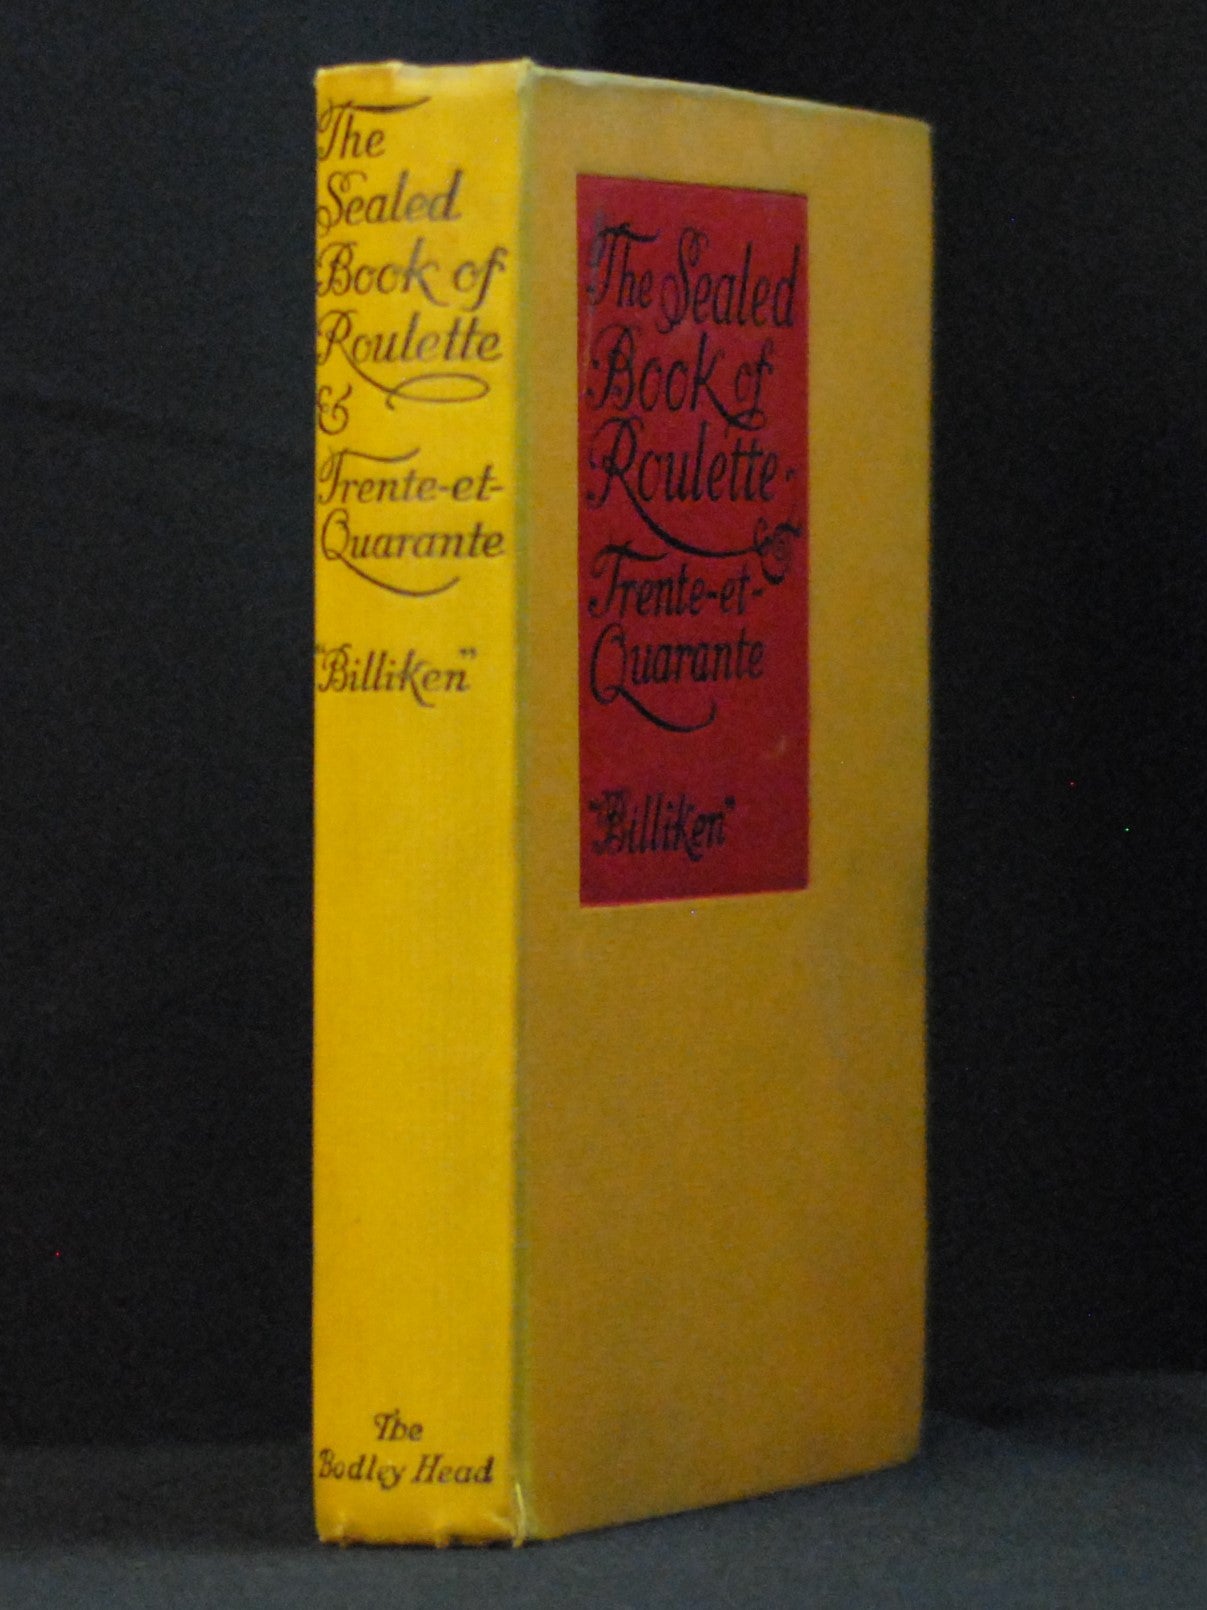 The
Sealed
Book of
Roulette
&
Trente-et-
Quarante
"Billiken"
The
Bodley Head
The Sealed
Book of
Roulette
&
Trente-et-
Quarante
"Billiken"